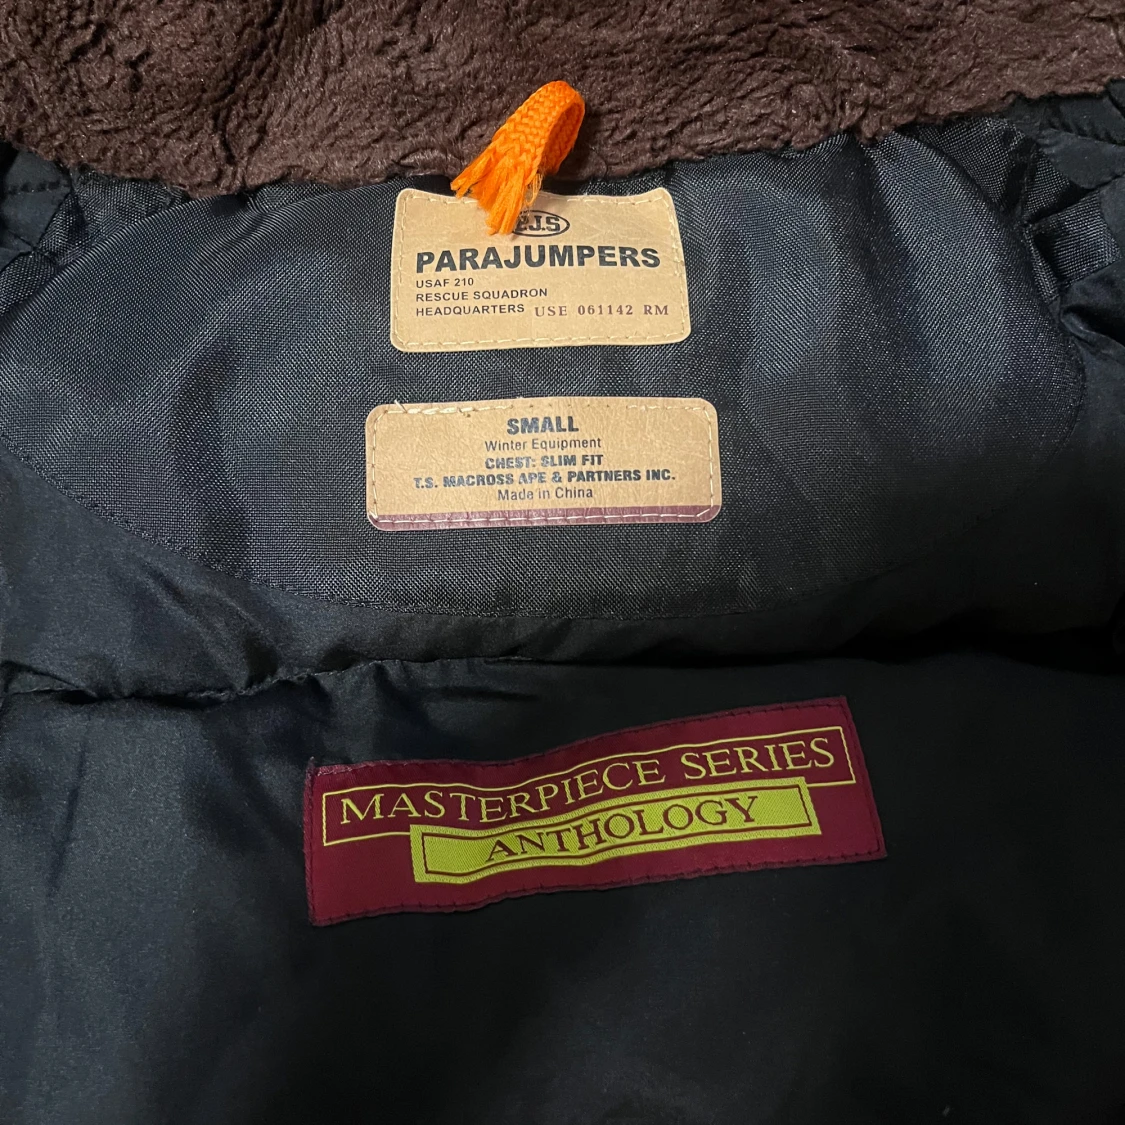 P.J.S
PARAJUMPERS
USAF 210
RESCUE SQUADRON
HEADQUARTERS USE 061142 RM
SMALL
Winter Equipment
CHEST: SLIM FIT
T.S. MACROSS APE & PARTNERS INC.
Made in China
MASTERPIECE SERIES
ANTHOLOGY